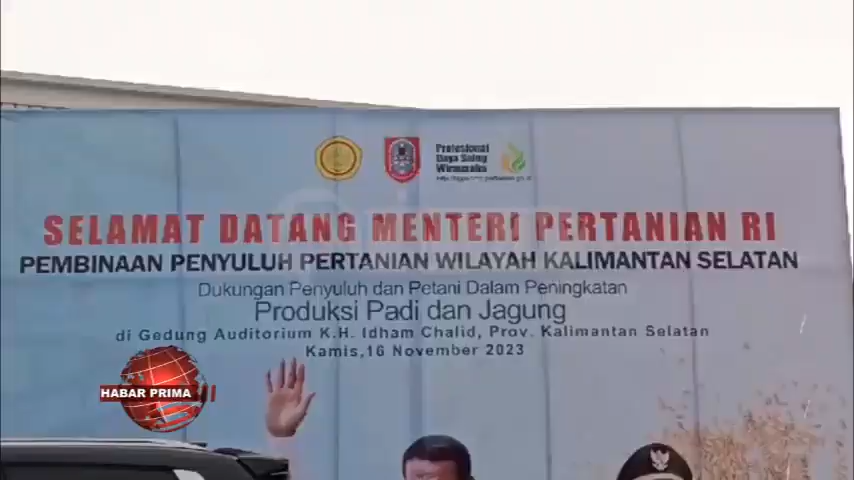 Profesional
Daya Saing
Wirausaha
SELAMAT DATANG MENTERI PERTANIAN RI
PEMBINAAN PENYULUH PERTANIAN WILAYAH KALIMANTAN SELATAN
Dukungan Penyuluh dan Petani Dalam Peningkatan
Produksi Padi dan Jagung
di Gedung Auditorium K.H. Idham Chalid, Prov. Kalimantan Selatan
Kamis,16 November 2023
HABAR PRIMA